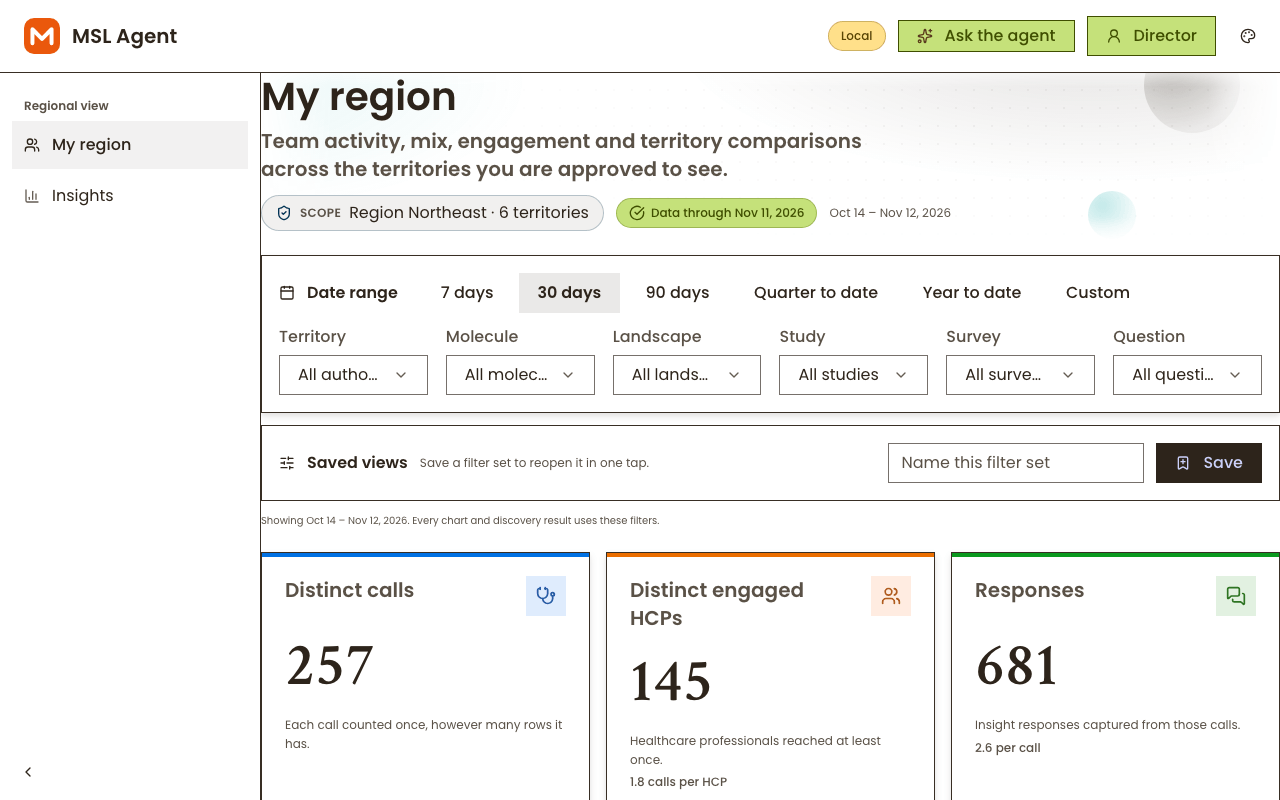 MSL Agent
Local
Ask the agent
Director
Regional view
My region
Insights
My region
Team activity, mix, engagement and territory comparisons
across the territories you are approved to see.
SCOPE Region Northeast · 6 territories
Data through Nov 11, 2026
Oct 14 – Nov 12, 2026
Date range
7 days
30 days
90 days
Quarter to date
Year to date
Custom
Territory
Molecule
Landscape
Study
Survey
Question
All autho...
All molec...
All lands...
All studies
All surve...
All questi...
Saved views
Save a filter set to reopen it in one tap.
Name this filter set
Save
Showing Oct 14 – Nov 12, 2026. Every chart and discovery result uses these filters.
Distinct calls
257
Each call counted once, however many rows it
has.
Distinct engaged
HCPs
145
Healthcare professionals reached at least
once.
1.8 calls per HCP
Responses
681
Insight responses captured from those calls.
2.6 per call